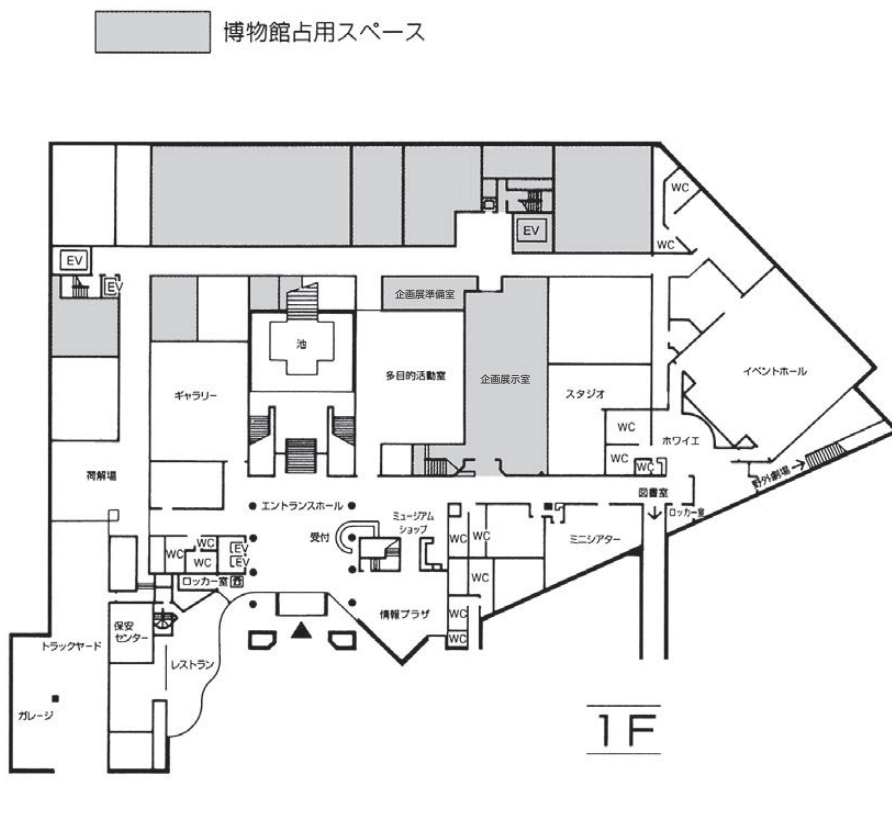 博物館占用スペース
WC
EV
WC
EV
EV
企画展準備室
池
多目的活動室
企画展示室
イベントホール
ギャラリー
スタジオ
WC
ホワイエ
WC
WC
荷解場
野外劇場
図書室
エントランスホール
ロッカー室
ミュージアム
ショップ
受付
ミニシアター
WC
WC
WC
EV
WC
WC
EV
ロッカー室
WC
情報プラザ
WC
WC
保安
センター
トラックヤード
レストラン
ガレージ
1F